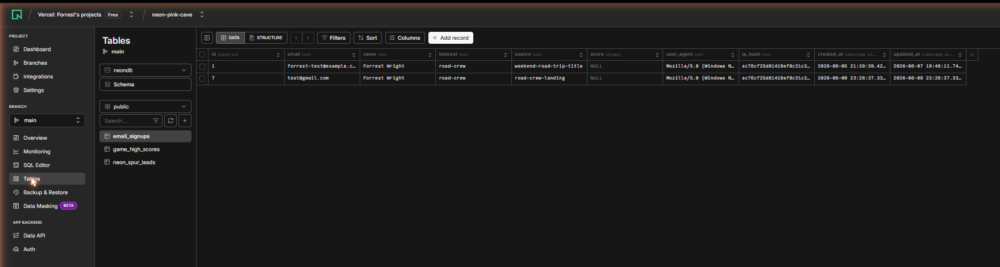 Vercel: Forrest's projects Free neon-pink-cave
PROJECT
Dashboard
Branches
Integrations
Settings
BRANCH
main
Overview
Monitoring
SQL Editor
Tables
Backup & Restore
Data Masking BETA
APP BACKEND
Data API
Auth
Tables
main
neondb
Schema
public
Search...
email_signups
game_high_scores
neon_spur_leads
DATA STRUCTURE Filters Sort Columns + Add record
id bigserial email text name text interest text source text score integer user_agent text ip_hash text created_at timestamp wi... updated_at timestamp wi... +
1 forrest-test@example.c... Forrest Wright road-crew weekend-road-trip-title NULL Mozilla/5.0 (Windows N... ac76cf25d81418ef0c31c2... 2026-06-05 21:39:39.42... 2026-06-07 19:48:11.74...
7 test@gmail.com Forrest Wright road-crew road-crew-landing NULL Mozilla/5.0 (Windows N... ac76cf25d81418ef0c31c2... 2026-06-09 23:26:37.33... 2026-06-09 23:26:37.33...